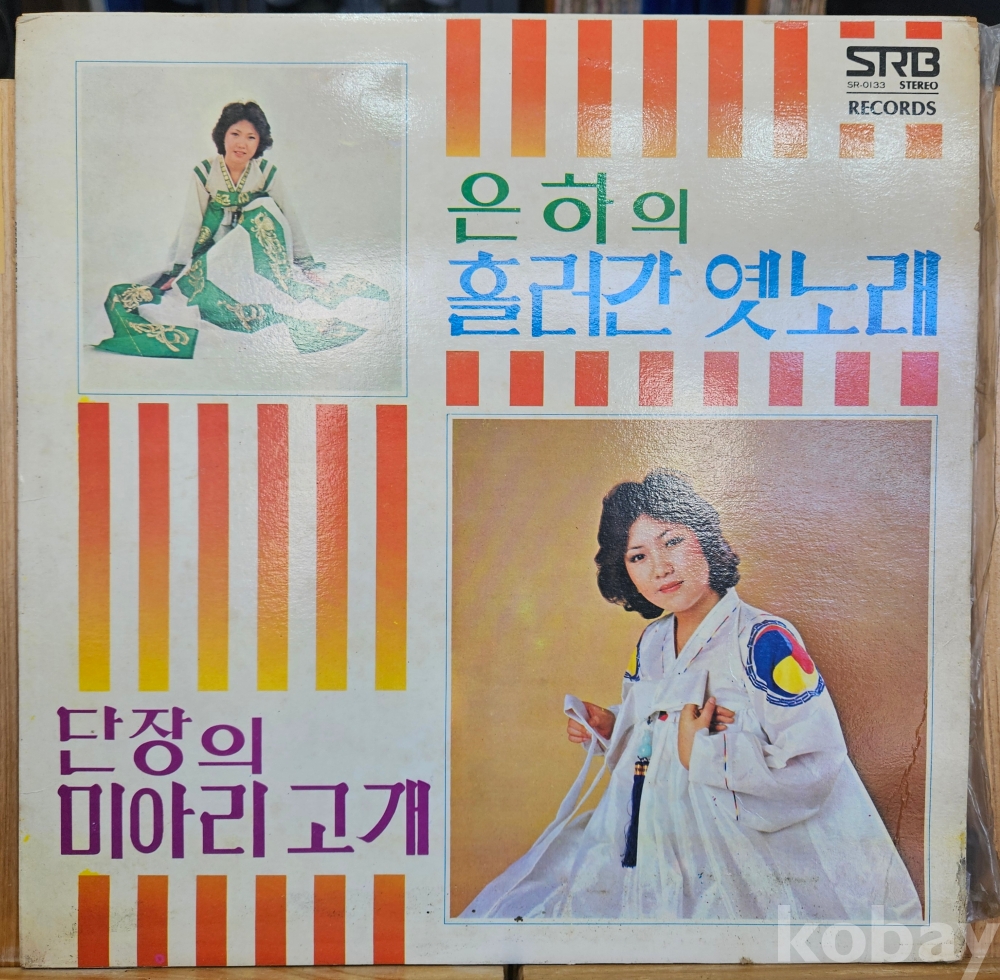 STRB
SR-0133 STEREO
RECORDS
은하의
흘러간 옛노래
단장의
미아리 고개
kobay